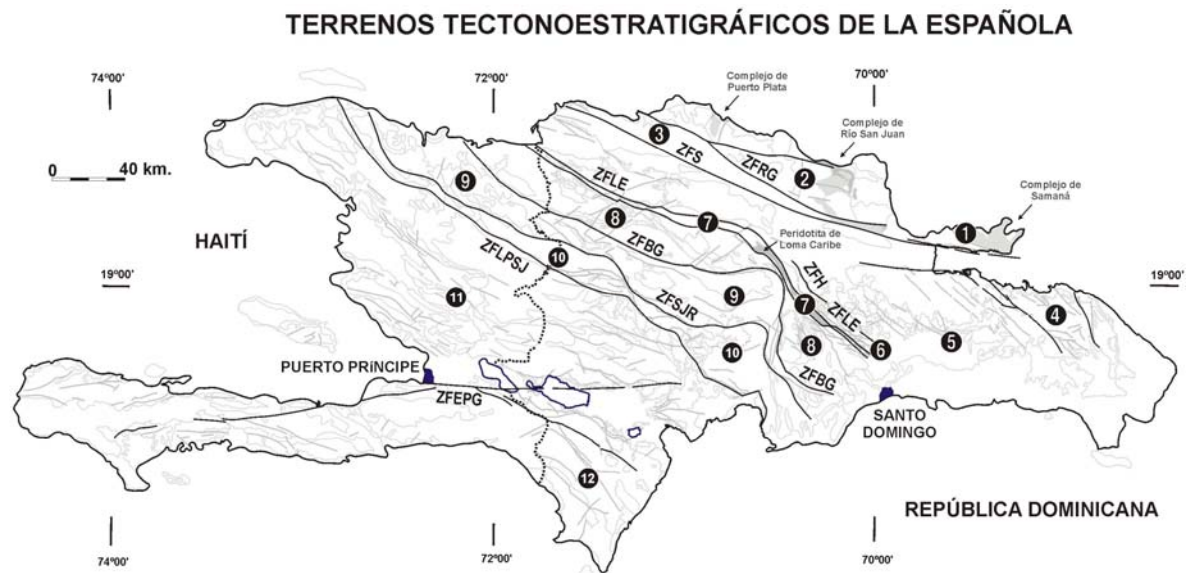 TERRENOS TECTONOESTRATIGRÁFICOS DE LA ESPAÑOLA
74º00'
72º00'
70º00'
Complejo de
Puerto Plata
Complejo de
Río San Juan
Complejo de
Samaná
0 40 km.
3
ZFS
ZFRG
2
9
ZFLE
8
7
1
HAITÍ
ZFBG
Peridotita de
Loma Caribe
ZFLPSJ
10
ZFH
19º00'
19º00'
11
ZFSJR
9
7
ZFLE
4
5
10
8
6
PUERTO PRíNCIPE
ZFBG
ZFEPG
SANTO
DOMINGO
12
REPÚBLICA DOMINICANA
74º00'
72º00'
70º00'